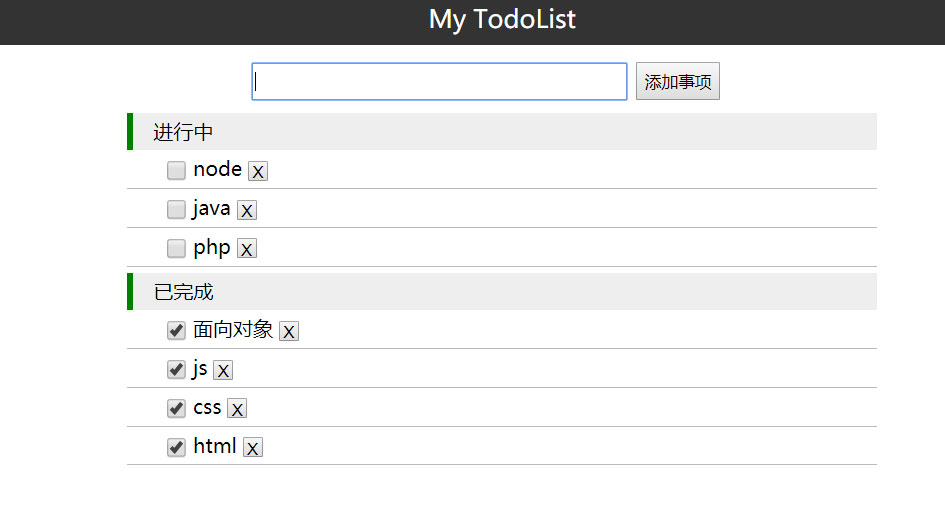 My TodoList
添加事项
进行中
node X
java X
php X
已完成
面向对象 X
js X
css X
html X